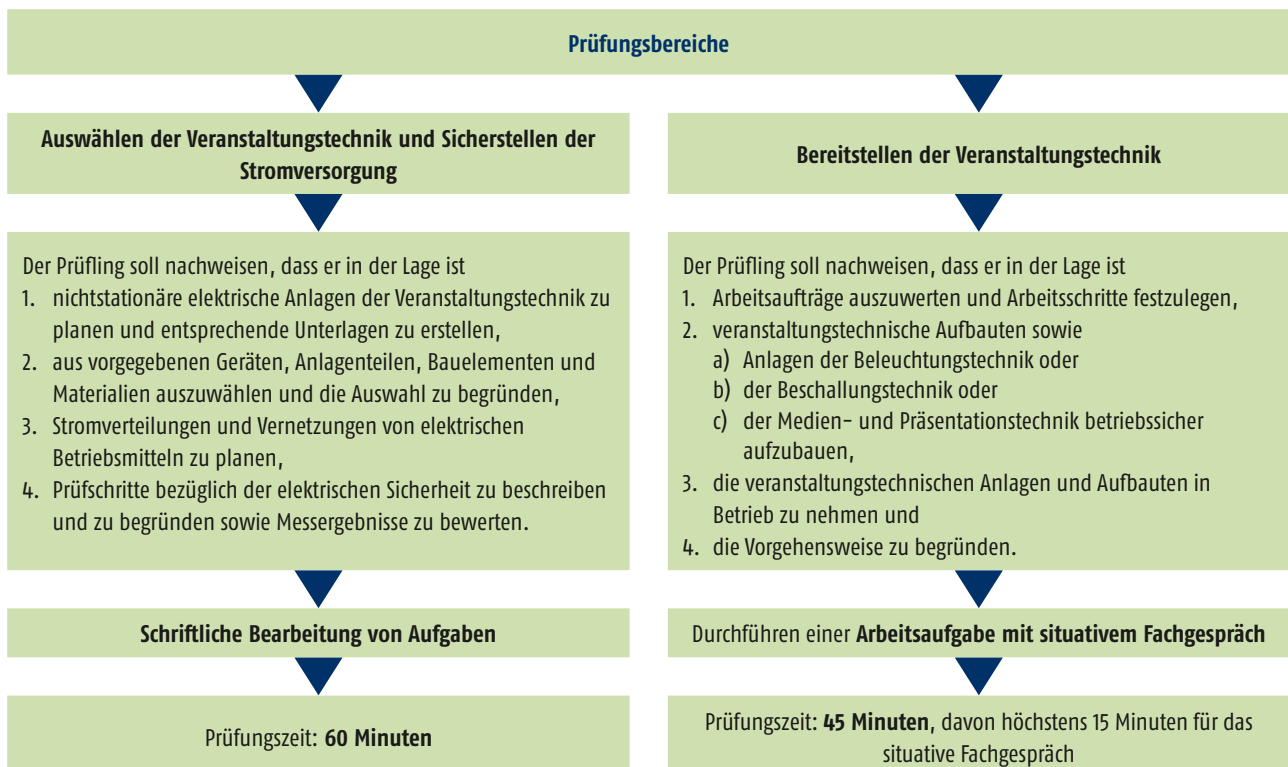 Prüfungsbereiche
Auswählen der Veranstaltungstechnik und Sicherstellen der
Stromversorgung
Der Prüfling soll nachweisen, dass er in der Lage ist
1. nichtstationäre elektrische Anlagen der Veranstaltungstechnik zu
planen und entsprechende Unterlagen zu erstellen,
2. aus vorgegebenen Geräten, Anlagenteilen, Bauelementen und
Materialien auszuwählen und die Auswahl zu begründen,
3. Stromverteilungen und Vernetzungen von elektrischen
Betriebsmitteln zu planen,
4. Prüfschritte bezüglich der elektrischen Sicherheit zu beschreiben
und zu begründen sowie Messergebnisse zu bewerten.
Schriftliche Bearbeitung von Aufgaben
Prüfungszeit: 60 Minuten
Bereitstellen der Veranstaltungstechnik
Der Prüfling soll nachweisen, dass er in der Lage ist
1. Arbeitsaufträge auszuwerten und Arbeitsschritte festzulegen,
2. veranstaltungstechnische Aufbauten sowie
a) Anlagen der Beleuchtungstechnik oder
b) der Beschallungstechnik oder
c) der Medien- und Präsentationstechnik betriebssicher
aufzubauen,
3. die veranstaltungstechnischen Anlagen und Aufbauten in
Betrieb zu nehmen und
4. die Vorgehensweise zu begründen.
Durchführen einer Arbeitsaufgabe mit situativem Fachgespräch
Prüfungszeit: 45 Minuten, davon höchstens 15 Minuten für das
situative Fachgespräch